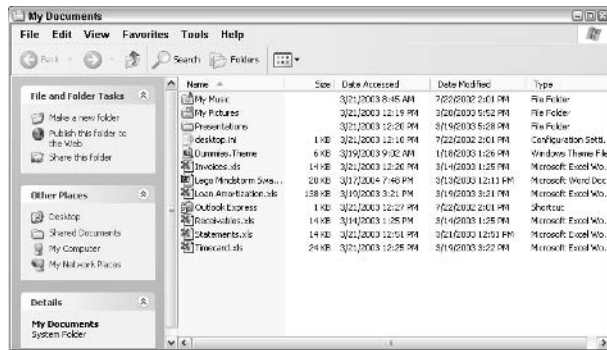 My Documents
File Edit View Favorites Tools Help
Back Search Folders
File and Folder Tasks
Make a new folder
Publish this folder to
the Web
Share this folder
Other Places
Desktop
Shared Documents
My Computer
My Network Places
Details
My Documents
System Folder
Name Size Date Accessed Date Modified Type
My Music 3/21/2003 8:45 AM 7/22/2002 2:01 PM File Folder
My Pictures 3/21/2003 12:19 PM 3/20/2003 5:52 PM File Folder
Presentations 3/21/2003 12:20 PM 3/19/2003 5:28 PM File Folder
desktop.ini 1 KB 3/21/2003 12:10 PM 7/22/2002 2:01 PM Configuration Setti.
Dummies.Theme 6 KB 3/19/2003 9:02 AM 1/18/2003 1:26 PM Windows Theme File
Invoices.xls 14 KB 3/21/2003 12:20 PM 3/14/2003 1:25 PM Microsoft Excel Wo.
Lego Mindstorm Swa... 20 KB 3/17/2004 7:48 PM 3/13/2003 12:11 PM Microsoft Word Doc
Loan Amortization.xls 138 KB 3/19/2003 3:21 PM 3/19/2003 3:21 PM Microsoft Excel Wo.
Outlook Express 1 KB 3/21/2003 12:27 PM 7/22/2002 2:01 PM Shortcut
Receivables.xls 14 KB 3/14/2003 1:25 PM 3/14/2003 1:25 PM Microsoft Excel Wo.
Statements.xls 14 KB 3/21/2003 12:51 PM 3/21/2003 12:51 PM Microsoft Excel Wo.
Timecard.xls 24 KB 3/21/2003 12:25 PM 3/19/2003 3:22 PM Microsoft Excel Wo.